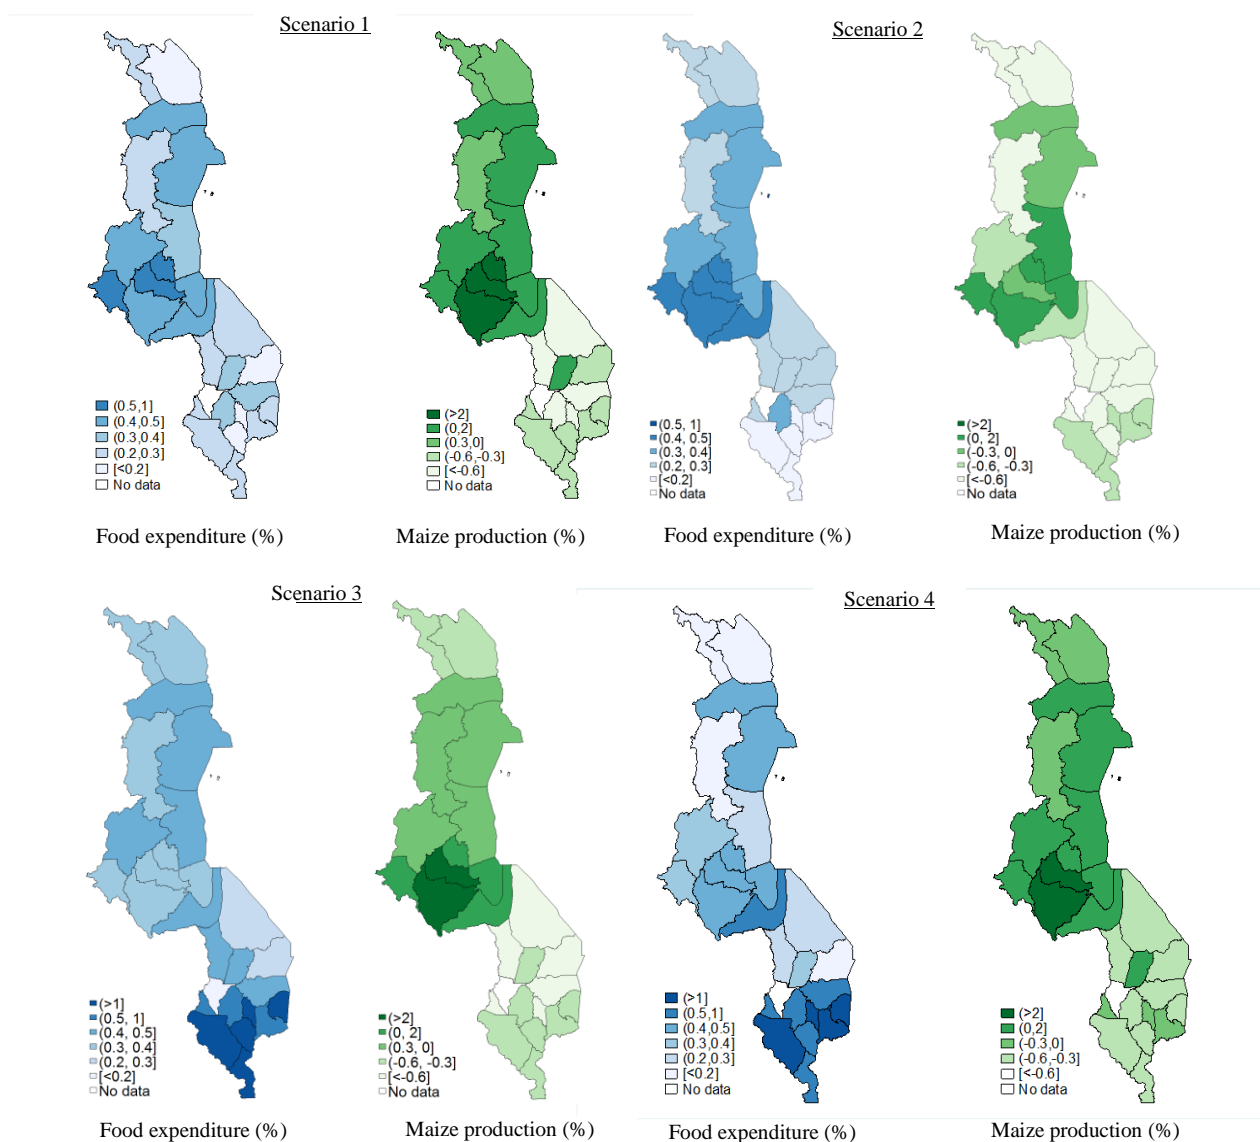 Scenario 1
(0.5,1]
(0.4,0.5]
(0.3,0.4]
(0.2,0.3]
[<0.2]
No data
Food expenditure (%)
(>2]
(0,2]
(0.3,0]
(-0.6,-0.3]
[<-0.6]
No data
Maize production (%)
Scenario 2
(0.5, 1]
(0.4, 0.5]
(0.3, 0.4]
(0.2, 0.3]
[<0.2]
No data
Food expenditure (%)
(>2]
(0, 2]
(-0.3, 0]
(-0.6, -0.3]
[<-0.6]
No data
Maize production (%)
Scenario 3
(>1]
(0.5, 1]
(0.4, 0.5]
(0.3, 0.4]
(0.2, 0.3]
[<0.2]
No data
Food expenditure (%)
(>2]
(0, 2]
(0.3, 0]
(-0.6, -0.3]
[<-0.6]
No data
Maize production (%)
Scenario 4
(>1]
(0.5,1]
(0.4,0.5]
(0.3,0.4]
(0.2,0.3]
[<0.2]
No data
Food expenditure (%)
(>2]
(0,2]
(-0.3,0]
(-0.6,-0.3]
[<-0.6]
No data
Maize production (%)